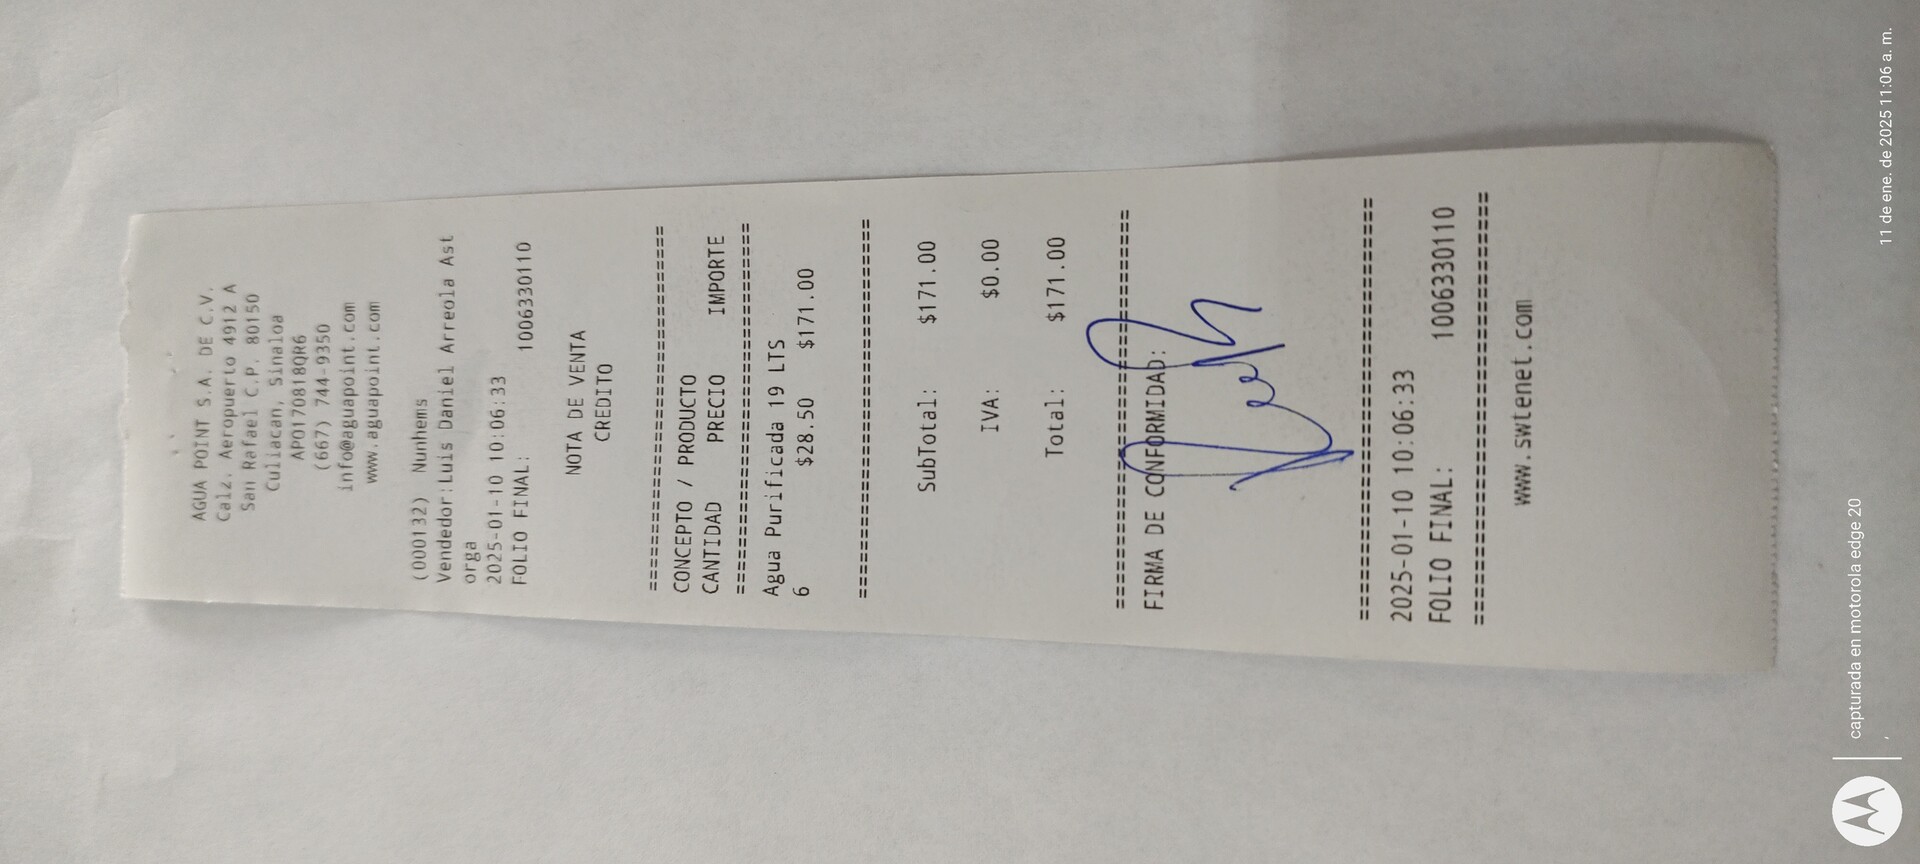 AGUA POINT S.A. DE C.V.
Calz. Aeropuerto 4912 A
San Rafael C.P. 80150
Culiacan, Sinaloa
APO170818QR6
(667) 744-9350
info@aguapoint.com
www.aguapoint.com
(000132) Nunhems
Vendedor:Luis Daniel Arreola Ast
orga
2025-01-10 10:06:33
FOLIO FINAL: 1006330110
NOTA DE VENTA
CREDITO
================================
CONCEPTO / PRODUCTO
CANTIDAD PRECIO IMPORTE
================================
Agua Purificada 19 LTS
6 $28.50 $171.00
================================
SubTotal: $171.00
IVA: $0.00
Total: $171.00
================================
FIRMA DE CONFORMIDAD:
================================
2025-01-10 10:06:33
FOLIO FINAL: 1006330110
================================
www.swtenet.com
capturada en motorola edge 20
11 de ene. de 2025 11:06 a. m.